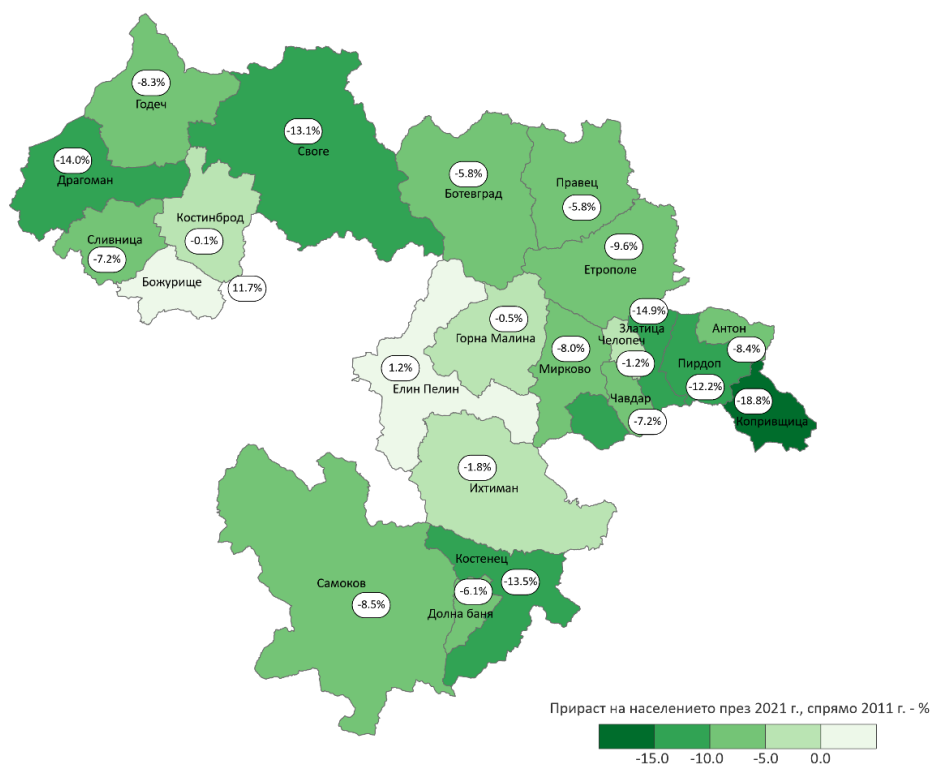 -8.3%
Годеч
-13.1%
Своге
-14.0%
Драгоман
-5.8%
Ботевград
Правец
-5.8%
Костинброд
-0.1%
Сливница
-7.2%
-9.6%
Етрополе
Божурище
11.7%
-14.9%
Златица
-0.5%
Горна Малина
Челопеч
-1.2%
Антон
-8.4%
-8.0%
Мирково
Пирдоп
-12.2%
1.2%
Елин Пелин
Чавдар
-7.2%
-18.8%
Копривщица
-1.8%
Ихтиман
Костенец
-13.5%
Самоков
-8.5%
-6.1%
Долна баня
Прираст на населението през 2021 г., спрямо 2011 г. - %
-15.0 -10.0 -5.0 0.0